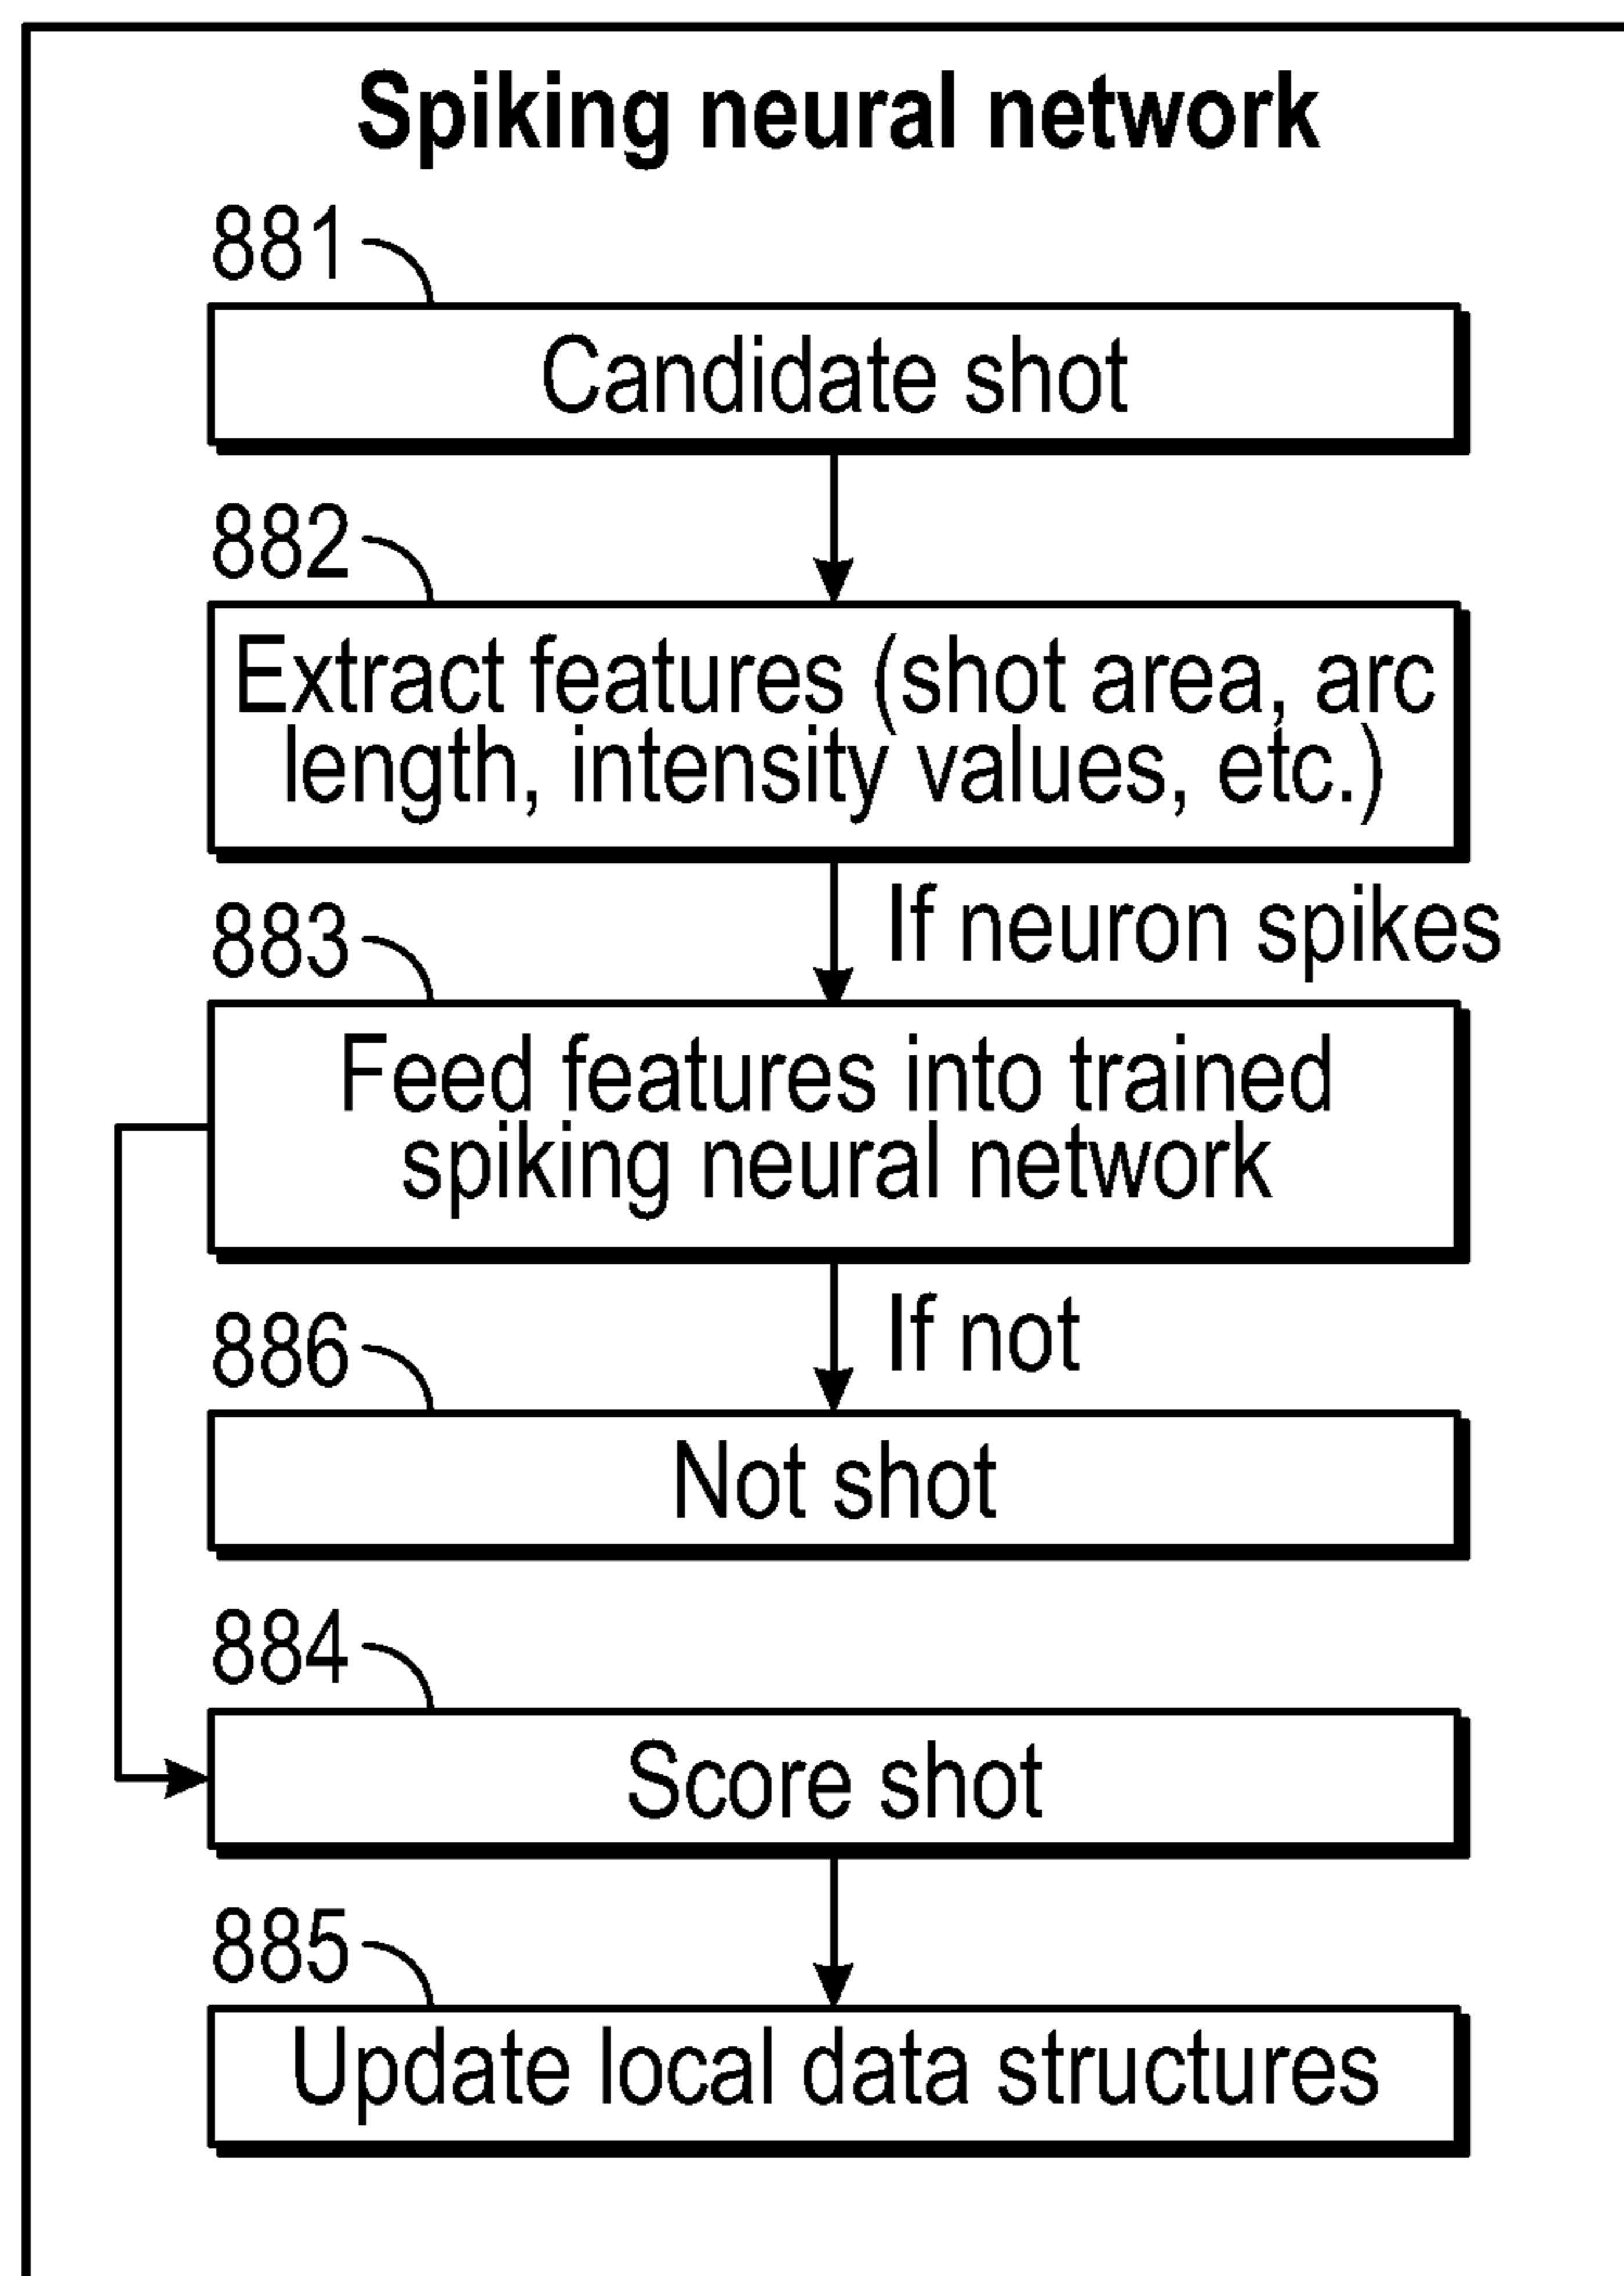 Spiking neural network
881
Candidate shot
882
Extract features (shot area, arc
length, intensity values, etc.)
If neuron spikes
883
Feed features into trained
spiking neural network
If not
886
Not shot
884
Score shot
885
Update local data structures